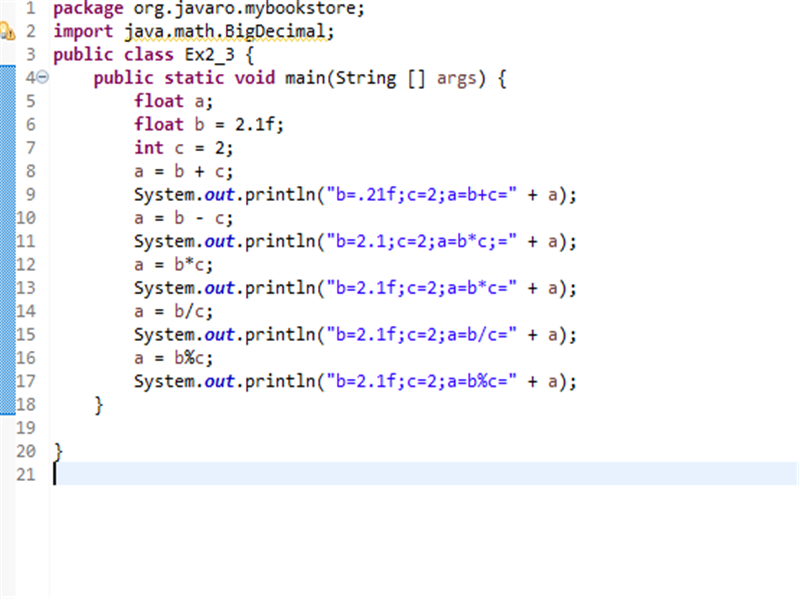 1 package org.javaro.mybookstore;
2 import java.math.BigDecimal;
3 public class Ex2_3 {
4 public static void main(String [] args) {
5 float a;
6 float b = 2.1f;
7 int c = 2;
8 a = b + c;
9 System.out.println("b=.21f;c=2;a=b+c=" + a);
10 a = b - c;
11 System.out.println("b=2.1;c=2;a=b*c;=" + a);
12 a = b*c;
13 System.out.println("b=2.1f;c=2;a=b*c=" + a);
14 a = b/c;
15 System.out.println("b=2.1f;c=2;a=b/c=" + a);
16 a = b%c;
17 System.out.println("b=2.1f;c=2;a=b%c=" + a);
18 }
19
20 }
21